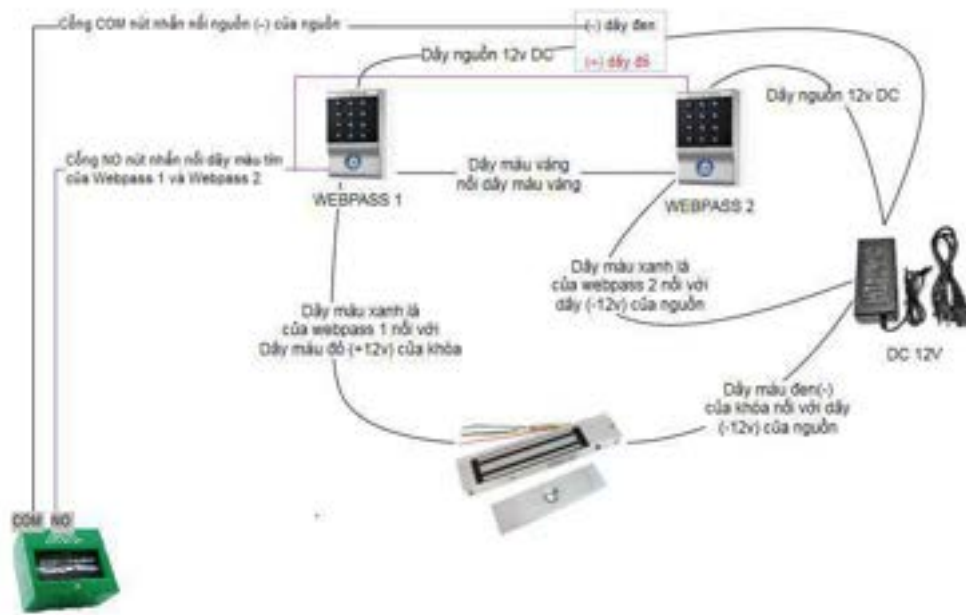 Cổng COM nút nhấn nối nguồn (-) của nguồn
(-) dây đen
(+) dây đỏ
Dây nguồn 12v DC
Dây nguồn 12v DC
Cổng NO nút nhấn nối dây màu tím
của Webpass 1 và Webpass 2
Dây màu vàng
nối dây màu vàng
WEBPASS 1
WEBPASS 2
Dây màu xanh lá
của webpass 2 nối với
dây (-12v) của nguồn
Dây màu xanh lá
của webpass 1 nối với
Dây màu đỏ (+12v) của khóa
DC 12V
Dây màu đen(-)
của khóa nối với dây
(-12v) của nguồn
COM NO